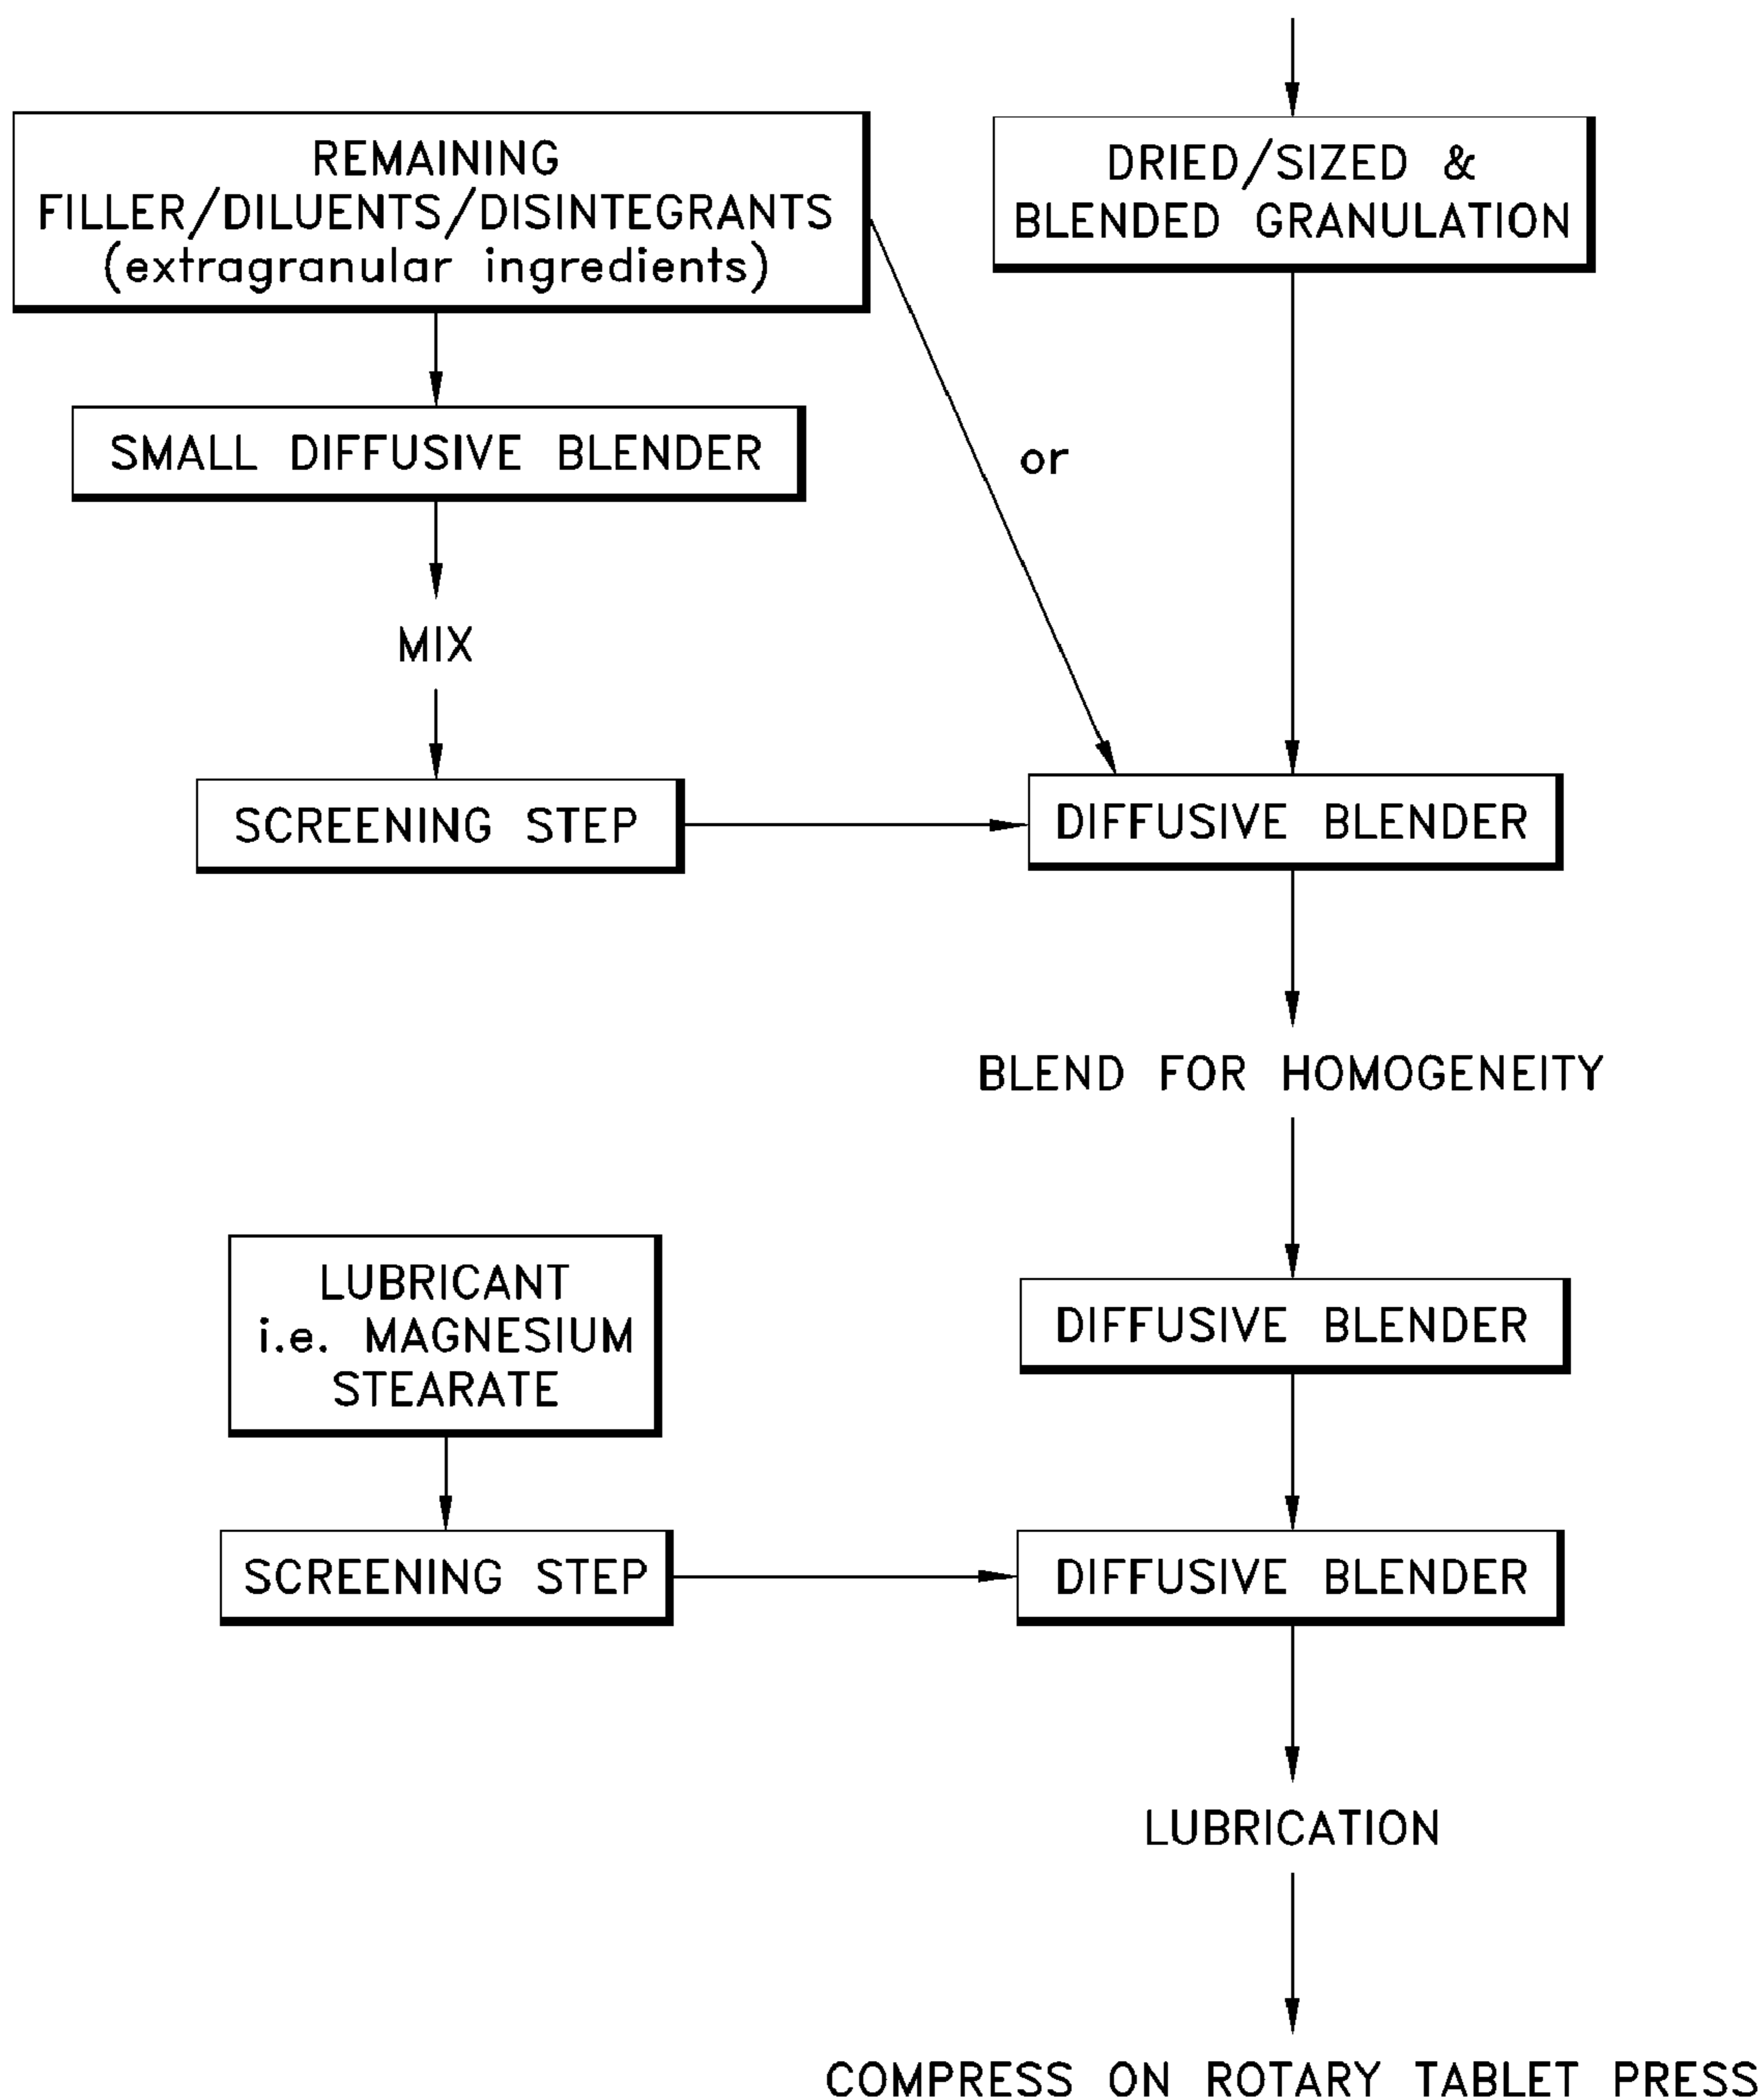 REMAINING
FILLER/DILUENTS/DISINTEGRANTS
(extragranular ingredients)
DRIED/SIZED &
BLENDED GRANULATION
SMALL DIFFUSIVE BLENDER
or
MIX
SCREENING STEP
DIFFUSIVE BLENDER
BLEND FOR HOMOGENEITY
LUBRICANT
i.e. MAGNESIUM
STEARATE
DIFFUSIVE BLENDER
SCREENING STEP
DIFFUSIVE BLENDER
LUBRICATION
COMPRESS ON ROTARY TABLET PRESS